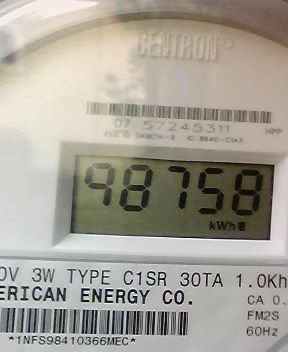 CENTRON
07 57245311 HPP
98758
kWh
0V 3W TYPE C1SR 30TA 1.0Kh
ERICAN ENERGY CO.
CA 0.
FM2S
60Hz
*1NFS98410366MEC*